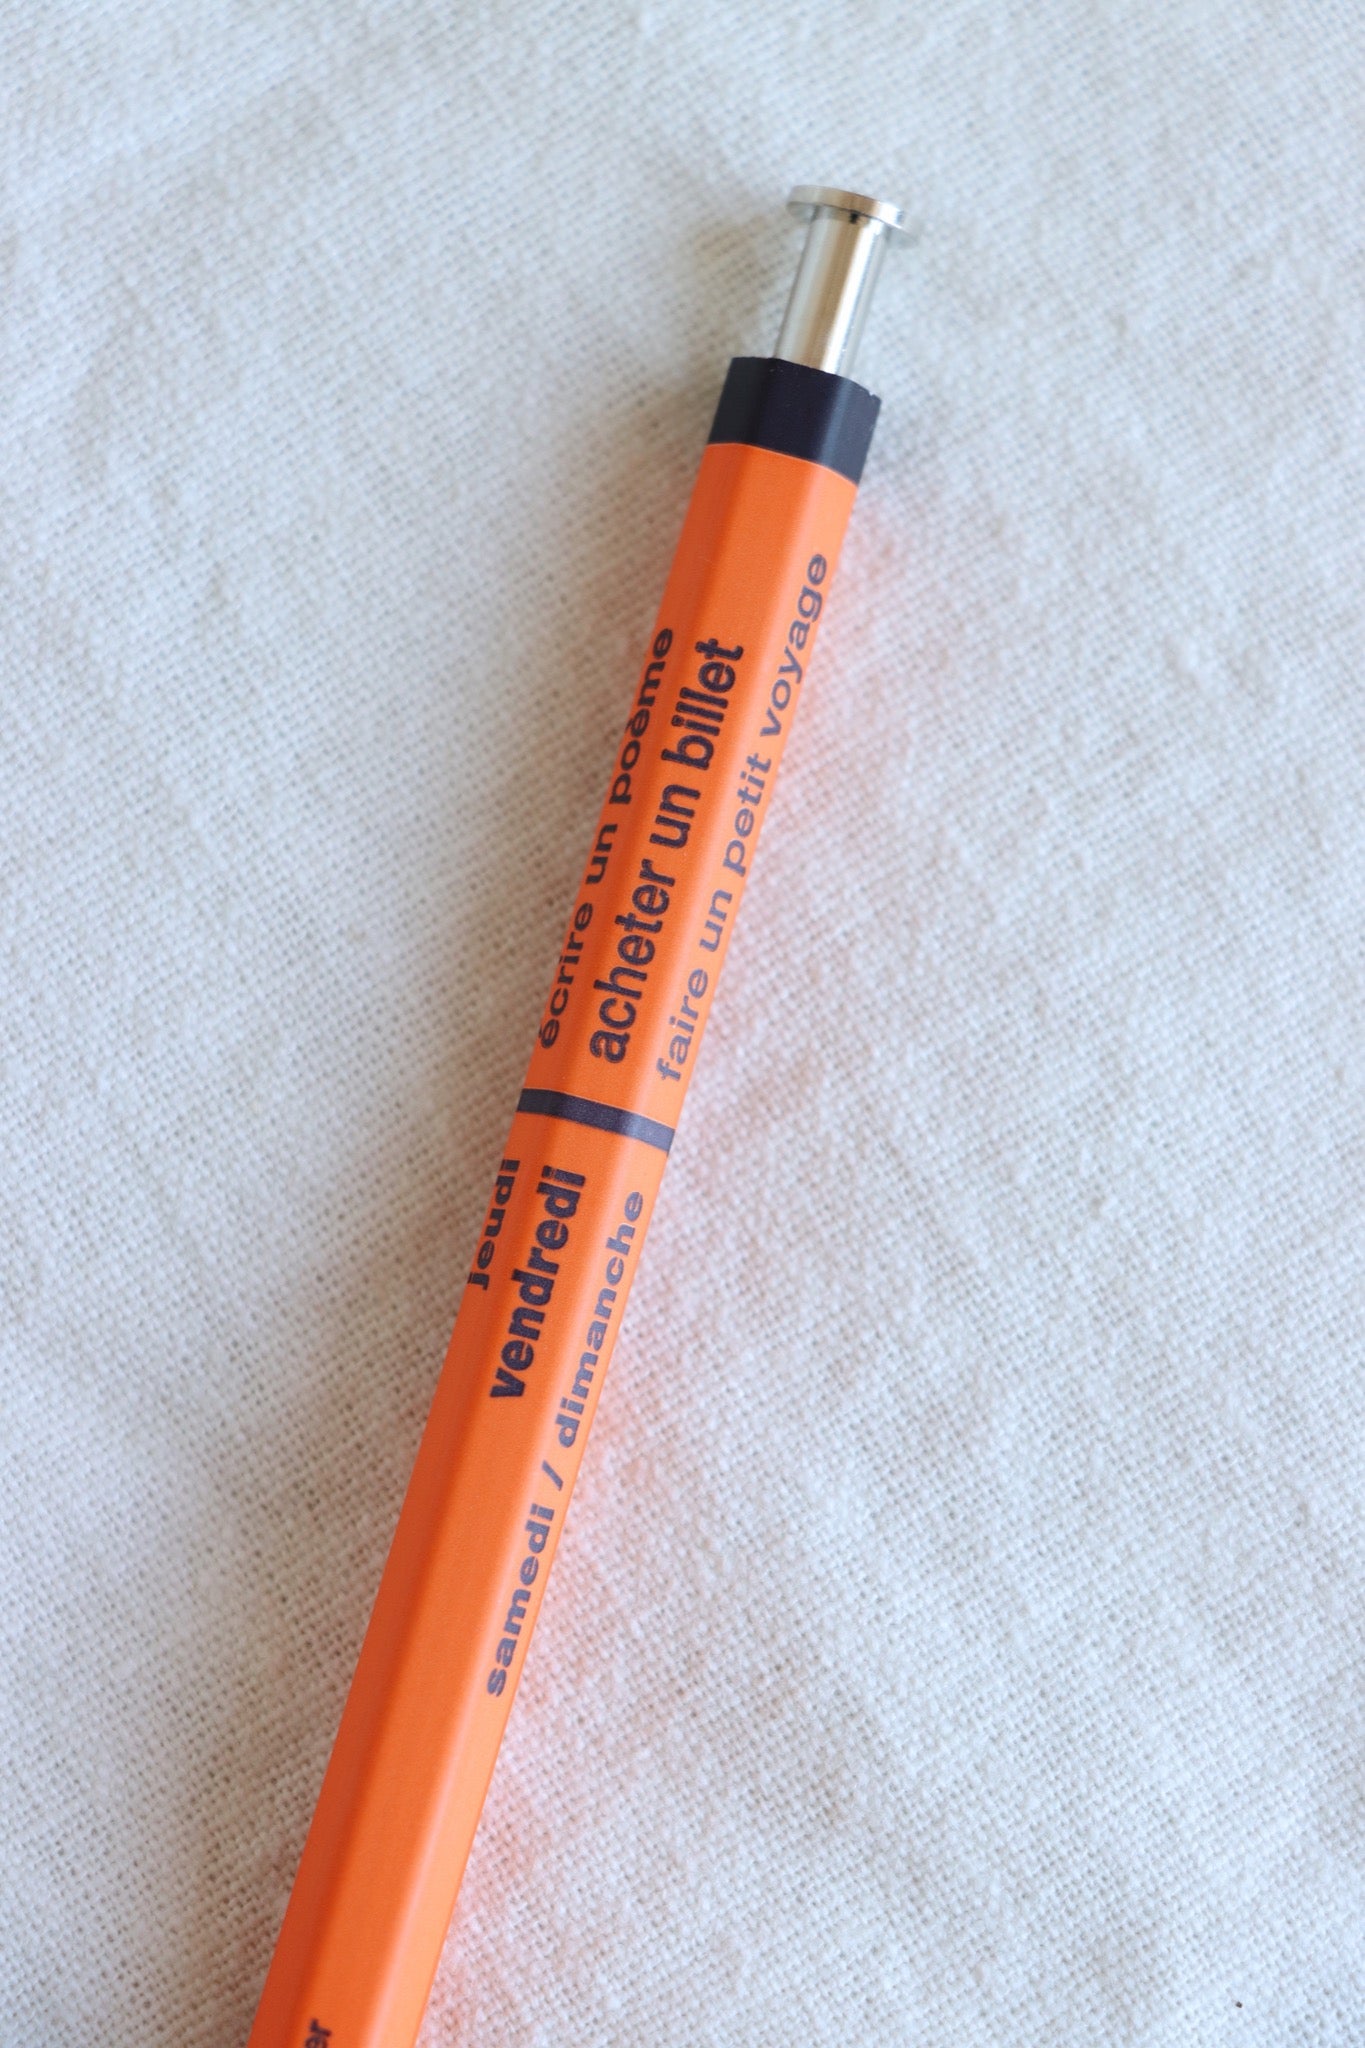 jeudi
écrire un poème
vendredi
acheter un billet
samedi / dimanche
faire un petit voyage